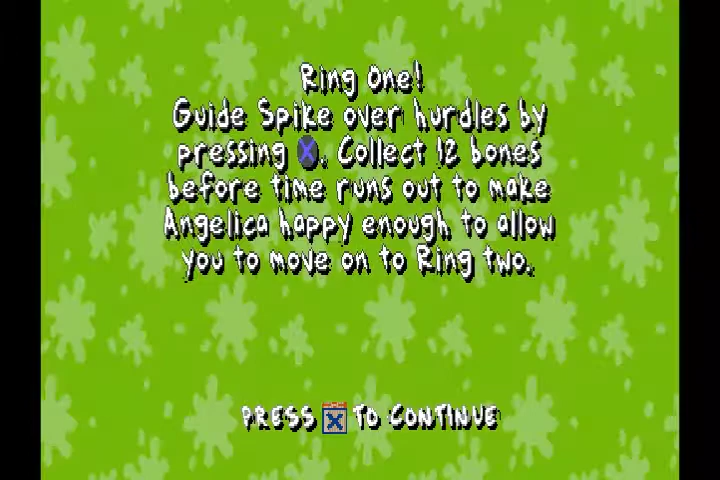 Ring One!
Guide Spike over hurdles by
pressing X. Collect 12 bones
before time runs out to make
Angelica happy enough to allow
you to move on to Ring two.
PRESS X TO CONTINUE